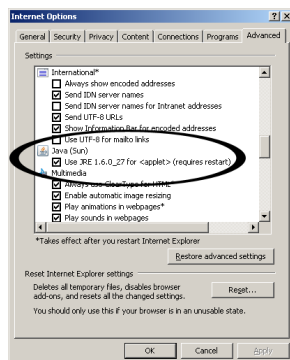 Internet Options
General Security Privacy Content Connections Programs Advanced
Settings
International*
Always show encoded addresses
Send IDN server names
Send IDN server names for Intranet addresses
Send UTF-8 URLs
Show Information Bar for encoded addresses
Use UTF-8 for mailto links
Java (Sun)
Use JRE 1.6.0_27 for <applet> (requires restart)
Multimedia
Always use ClearType for HTML*
Enable automatic image resizing
Play animations in webpages*
Play sounds in webpages
*Takes effect after you restart Internet Explorer
Restore advanced settings
Reset Internet Explorer settings
Deletes all temporary files, disables browser
add-ons, and resets all the changed settings.
Reset...
You should only use this if your browser is in an unusable state.
OK Cancel Apply